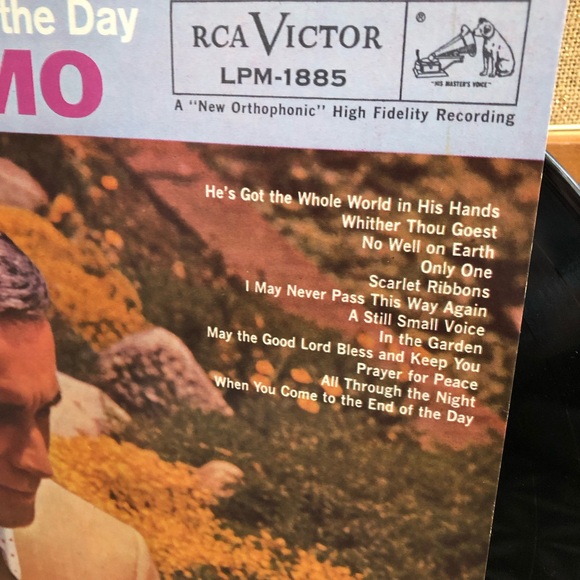 the Day
MO
RCA VICTOR
LPM-1885
®
"HIS MASTER'S VOICE"
A "New Orthophonic" High Fidelity Recording
He's Got the Whole World in His Hands
Whither Thou Goest
No Well on Earth
Only One
Scarlet Ribbons
I May Never Pass This Way Again
A Still Small Voice
In the Garden
May the Good Lord Bless and Keep You
Prayer for Peace
All Through the Night
When You Come to the End of the Day